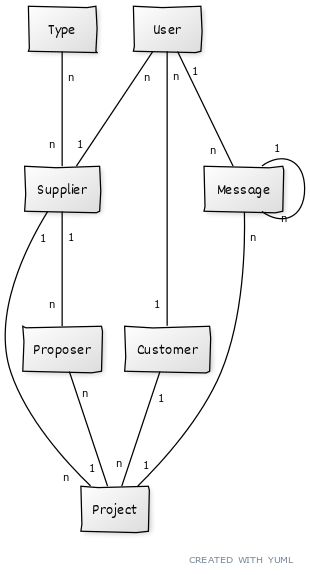 Type
User
n
n
n
1
n
1
n
1
Supplier
Message
n
1
1
n
n
1
Proposer
Customer
n
1
n
1
n
1
Project
CREATED WITH YUML